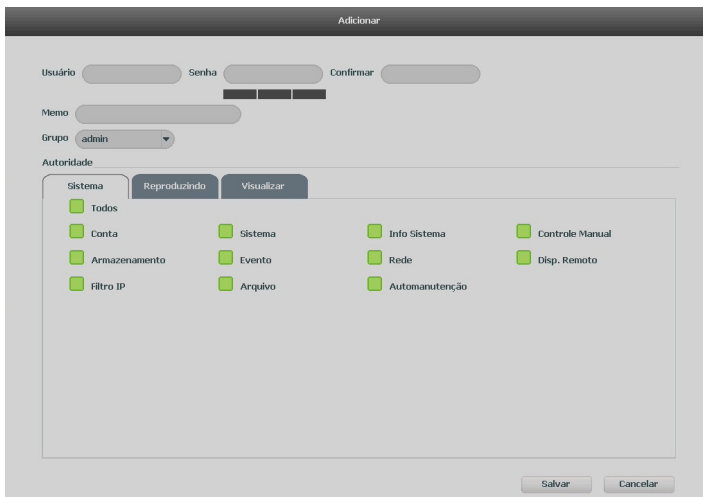 Adicionar
Usuário Senha Confirmar
Memo
Grupo admin
Autoridade
Sistema Reproduzindo Visualizar
Todos
Conta Sistema Info Sistema Controle Manual
Armazenamento Evento Rede Disp. Remoto
Filtro IP Arquivo Automanutenção
Salvar Cancelar